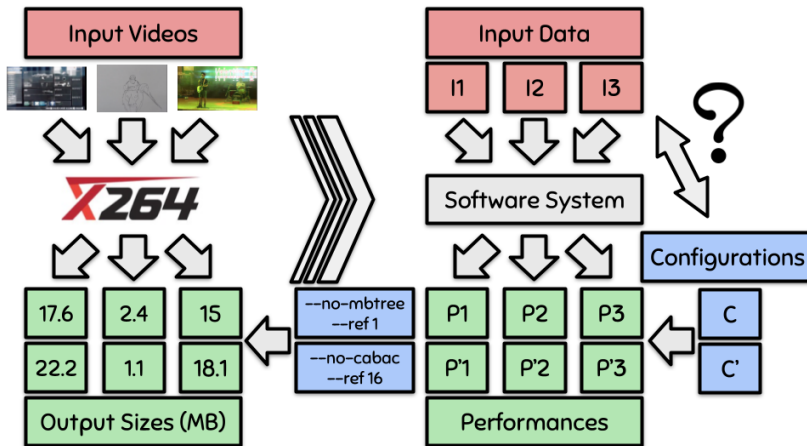 Input Videos
X264
17.6 2.4 15
22.2 1.1 18.1
Output Sizes (MB)
--no-mbtree
--ref 1
--no-cabac
--ref 16
Input Data
I1 I2 I3
?
Software System
Configurations
P1 P2 P3
P'1 P'2 P'3
Performances
C
C'